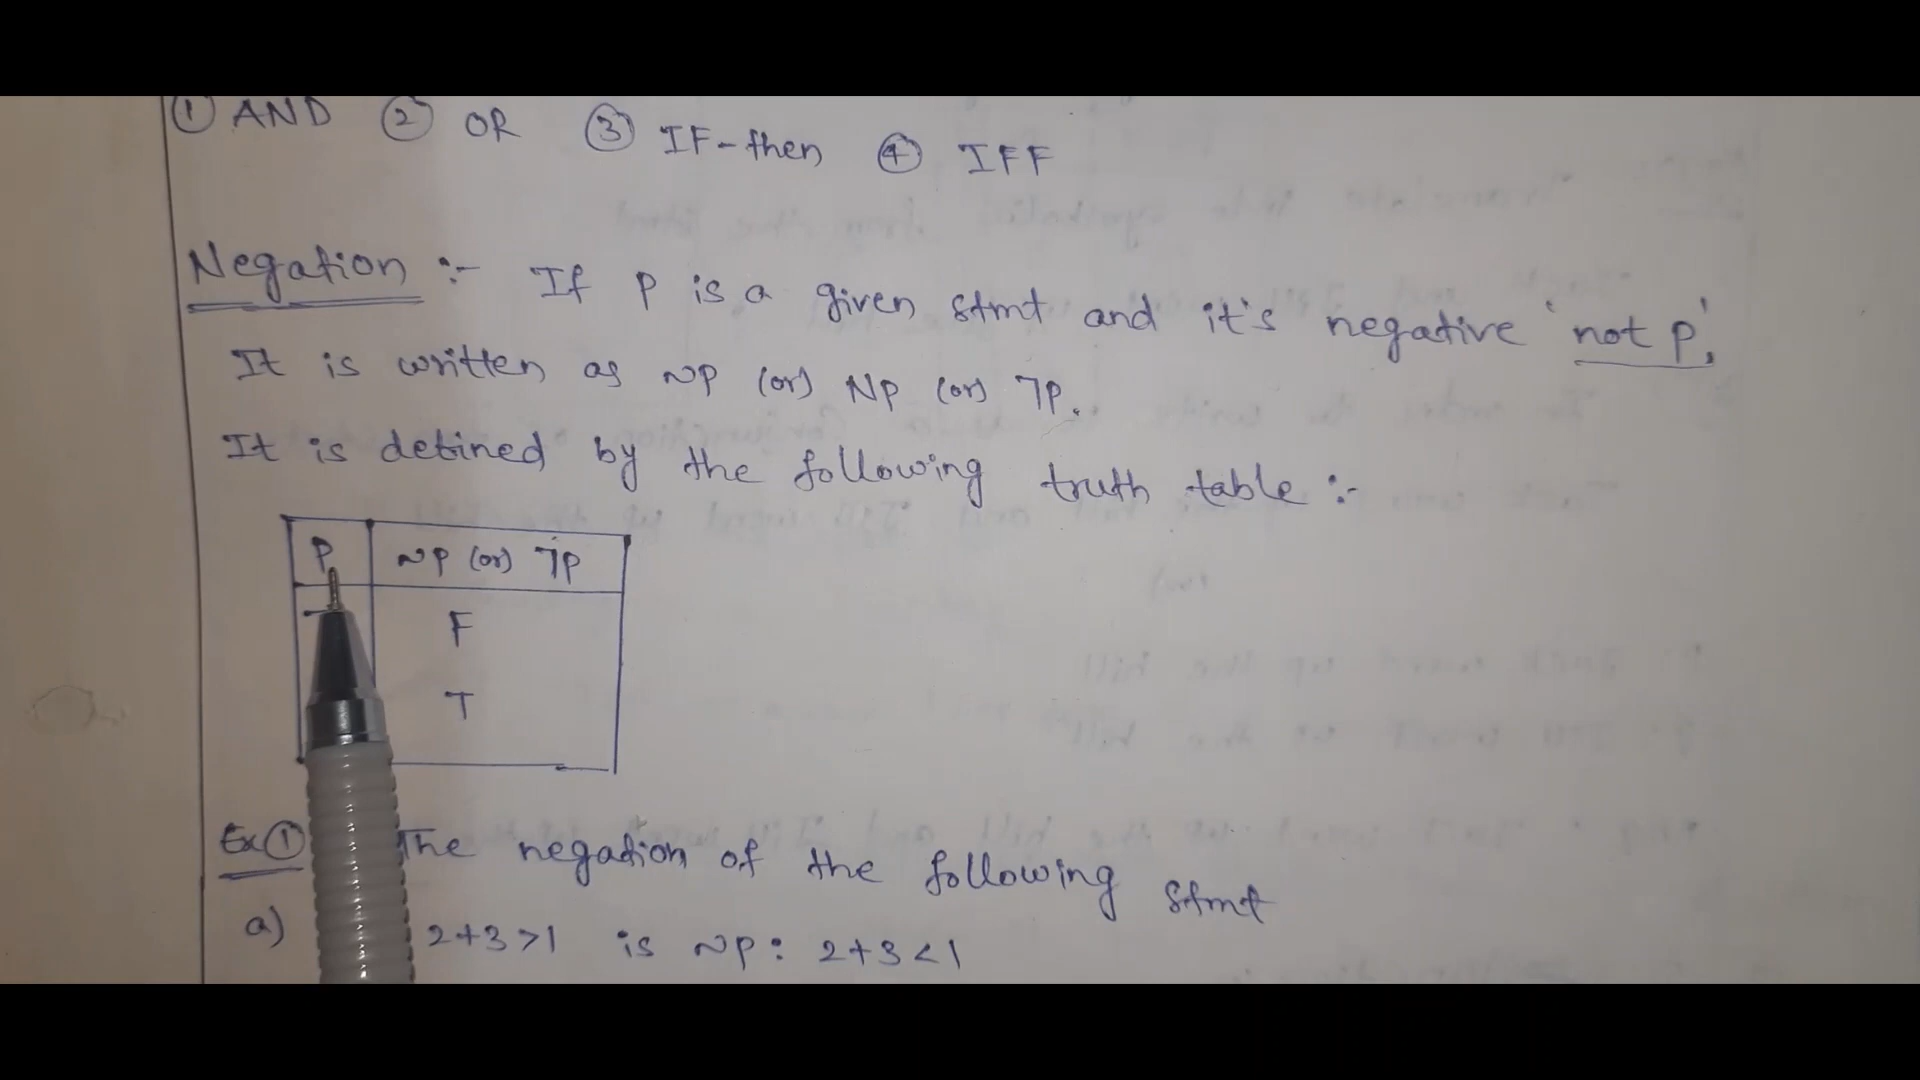 ① AND ② OR ③ IF-then ④ IFF
Negation :- If P is a given stmt and it's negative 'not p'.
It is written as ~P (or) NP (or) ㄱP.
It is defined by the following truth table :-
P ~P (or) ㄱP
F
T
Ex ① The negation of the following stmt
a) 2+3>1 is ~P: 2+3<1